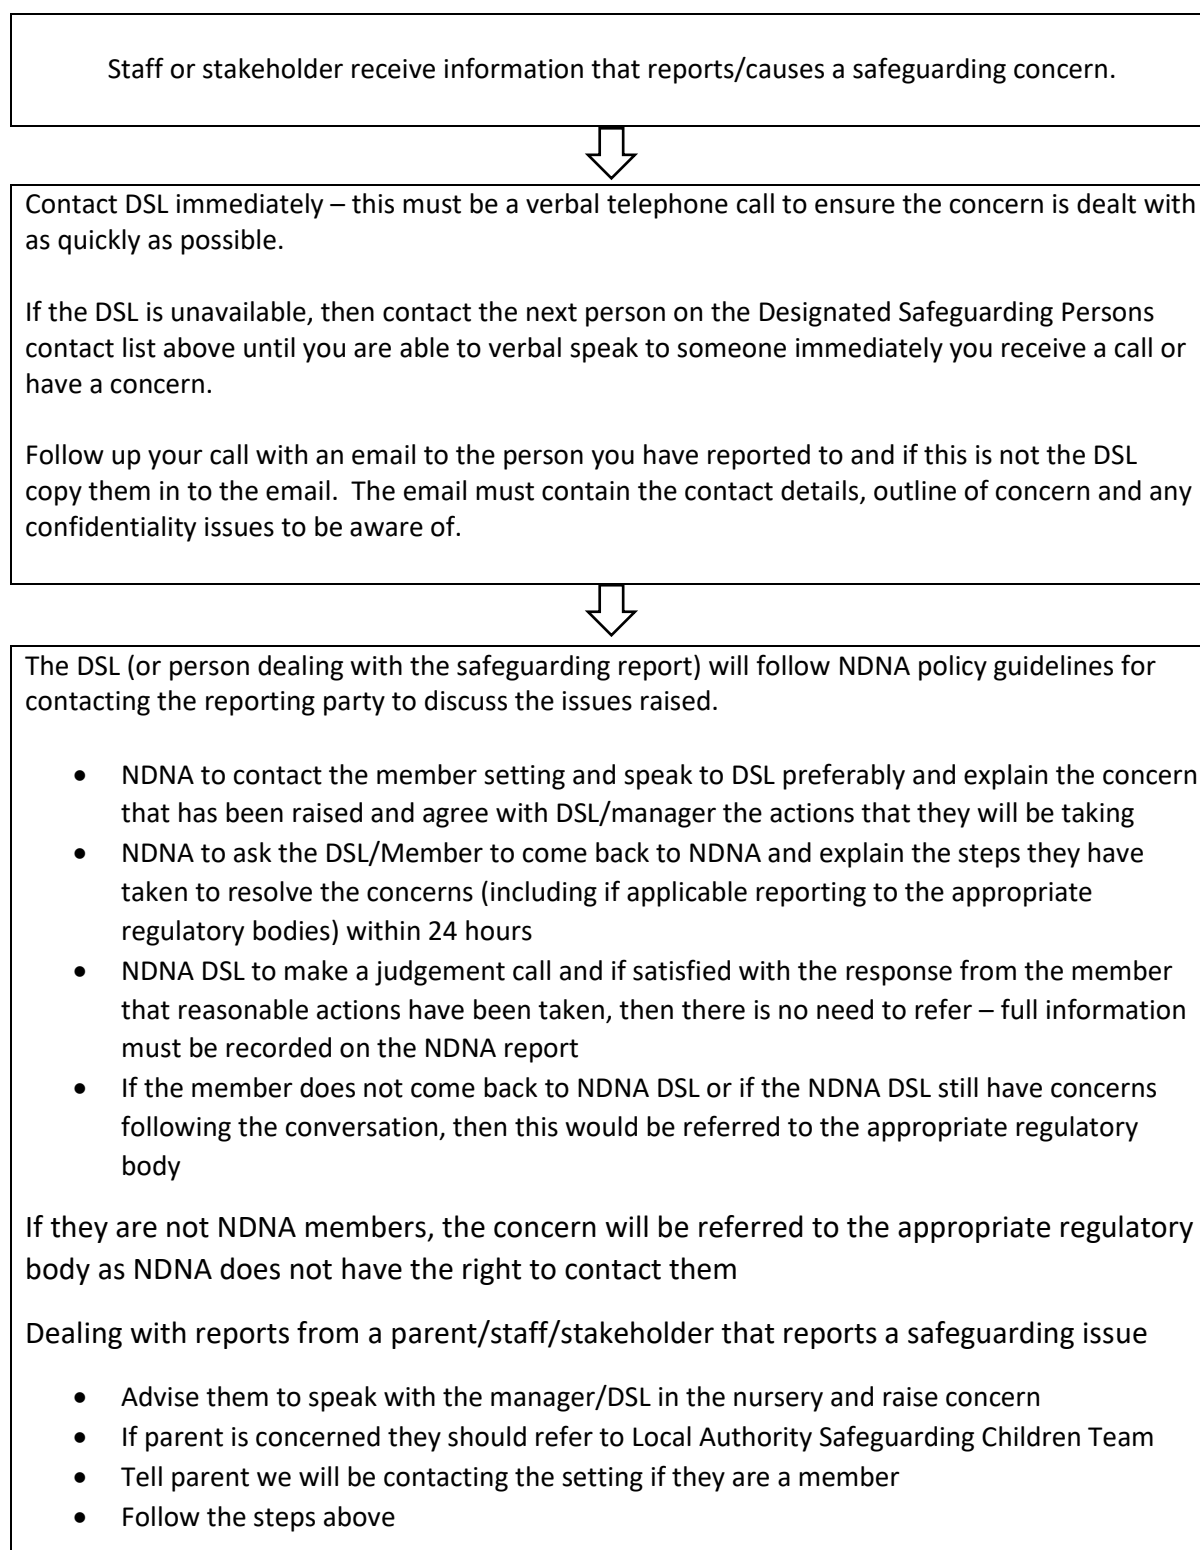 Staff or stakeholder receive information that reports/causes a safeguarding concern.
Contact DSL immediately – this must be a verbal telephone call to ensure the concern is dealt with
as quickly as possible.
If the DSL is unavailable, then contact the next person on the Designated Safeguarding Persons
contact list above until you are able to verbal speak to someone immediately you receive a call or
have a concern.
Follow up your call with an email to the person you have reported to and if this is not the DSL
copy them in to the email.  The email must contain the contact details, outline of concern and any
confidentiality issues to be aware of.
The DSL (or person dealing with the safeguarding report) will follow NDNA policy guidelines for
contacting the reporting party to discuss the issues raised.
• NDNA to contact the member setting and speak to DSL preferably and explain the concern
that has been raised and agree with DSL/manager the actions that they will be taking
• NDNA to ask the DSL/Member to come back to NDNA and explain the steps they have
taken to resolve the concerns (including if applicable reporting to the appropriate
regulatory bodies) within 24 hours
• NDNA DSL to make a judgement call and if satisfied with the response from the member
that reasonable actions have been taken, then there is no need to refer – full information
must be recorded on the NDNA report
• If the member does not come back to NDNA DSL or if the NDNA DSL still have concerns
following the conversation, then this would be referred to the appropriate regulatory
body
If they are not NDNA members, the concern will be referred to the appropriate regulatory
body as NDNA does not have the right to contact them
Dealing with reports from a parent/staff/stakeholder that reports a safeguarding issue
• Advise them to speak with the manager/DSL in the nursery and raise concern
• If parent is concerned they should refer to Local Authority Safeguarding Children Team
• Tell parent we will be contacting the setting if they are a member
• Follow the steps above